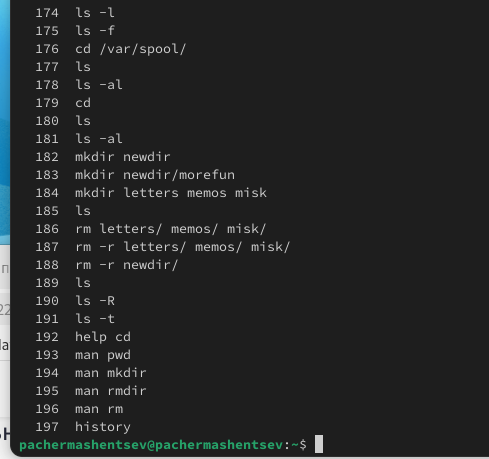 174 ls -l
175 ls -f
176 cd /var/spool/
177 ls
178 ls -al
179 cd
180 ls
181 ls -al
182 mkdir newdir
183 mkdir newdir/morefun
184 mkdir letters memos misk
185 ls
186 rm letters/ memos/ misk/
187 rm -r letters/ memos/ misk/
188 rm -r newdir/
189 ls
190 ls -R
191 ls -t
192 help cd
193 man pwd
194 man mkdir
195 man rmdir
196 man rm
197 history
pachermashentsev@pachermashentsev:~$